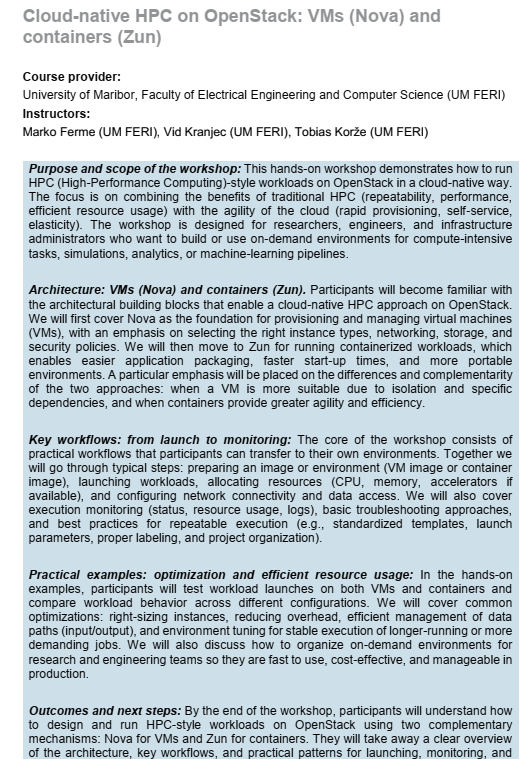 Cloud-native HPC on OpenStack: VMs (Nova) and
containers (Zun)
Course provider:
University of Maribor, Faculty of Electrical Engineering and Computer Science (UM FERI)
Instructors:
Marko Ferme (UM FERI), Vid Kranjec (UM FERI), Tobias Korže (UM FERI)
Purpose and scope of the workshop: This hands-on workshop demonstrates how to run
HPC (High-Performance Computing)-style workloads on OpenStack in a cloud-native way.
The focus is on combining the benefits of traditional HPC (repeatability, performance,
efficient resource usage) with the agility of the cloud (rapid provisioning, self-service,
elasticity). The workshop is designed for researchers, engineers, and infrastructure
administrators who want to build or use on-demand environments for compute-intensive
tasks, simulations, analytics, or machine-learning pipelines.
Architecture: VMs (Nova) and containers (Zun). Participants will become familiar with
the architectural building blocks that enable a cloud-native HPC approach on OpenStack.
We will first cover Nova as the foundation for provisioning and managing virtual machines
(VMs), with an emphasis on selecting the right instance types, networking, storage, and
security policies. We will then move to Zun for running containerized workloads, which
enables easier application packaging, faster start-up times, and more portable
environments. A particular emphasis will be placed on the differences and complementarity
of the two approaches: when a VM is more suitable due to isolation and specific
dependencies, and when containers provide greater agility and efficiency.
Key workflows: from launch to monitoring: The core of the workshop consists of
practical workflows that participants can transfer to their own environments. Together we
will go through typical steps: preparing an image or environment (VM image or container
image), launching workloads, allocating resources (CPU, memory, accelerators if
available), and configuring network connectivity and data access. We will also cover
execution monitoring (status, resource usage, logs), basic troubleshooting approaches,
and best practices for repeatable execution (e.g., standardized templates, launch
parameters, proper labeling, and project organization).
Practical examples: optimization and efficient resource usage: In the hands-on
examples, participants will test workload launches on both VMs and containers and
compare workload behavior across different configurations. We will cover common
optimizations: right-sizing instances, reducing overhead, efficient management of data
paths (input/output), and environment tuning for stable execution of longer-running or more
demanding jobs. We will also discuss how to organize on-demand environments for
research and engineering teams so they are fast to use, cost-effective, and manageable in
production.
Outcomes and next steps: By the end of the workshop, participants will understand how
to design and run HPC-style workloads on OpenStack using two complementary
mechanisms: Nova for VMs and Zun for containers. They will take away a clear overview
of the architecture, key workflows, and practical patterns for launching, monitoring, and